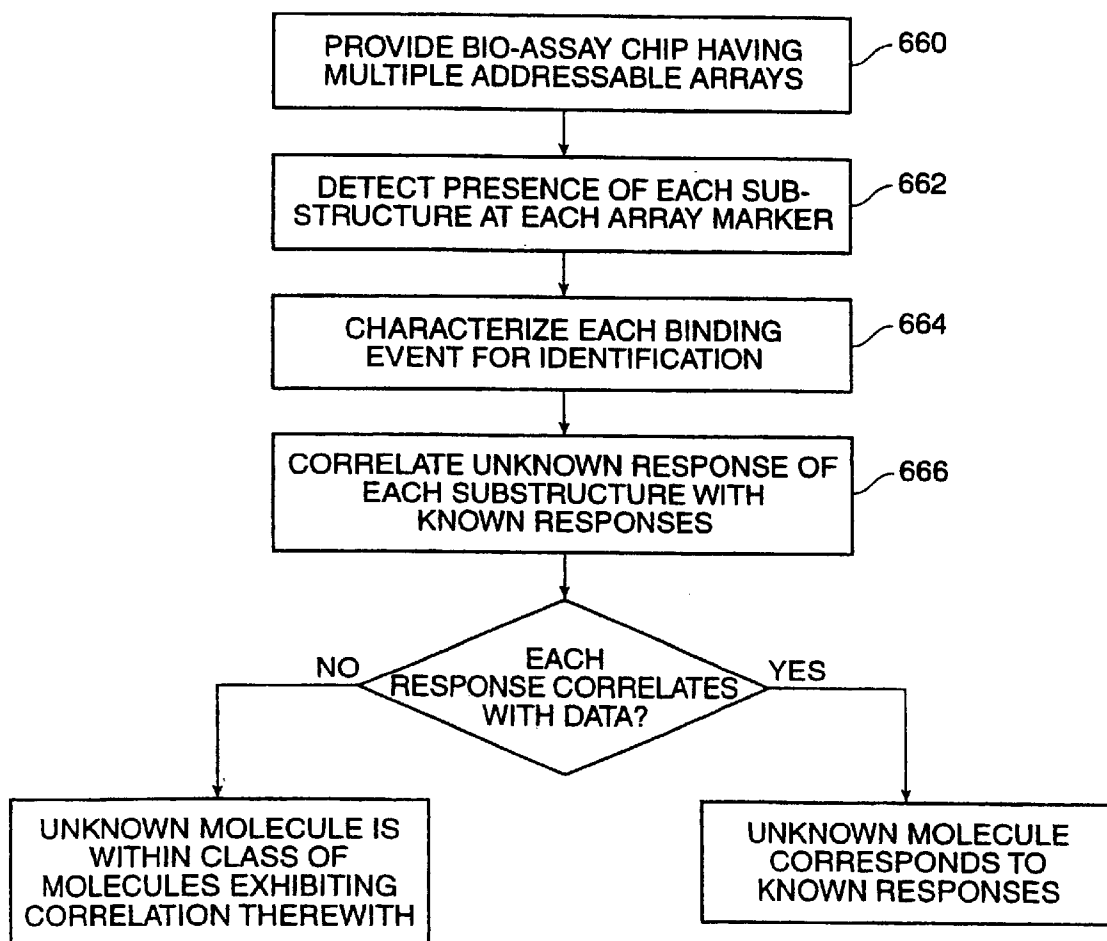 PROVIDE BIO-ASSAY CHIP HAVING
MULTIPLE ADDRESSABLE ARRAYS
660
DETECT PRESENCE OF EACH SUB-
STRUCTURE AT EACH ARRAY MARKER
662
CHARACTERIZE EACH BINDING
EVENT FOR IDENTIFICATION
664
CORRELATE UNKNOWN RESPONSE OF
EACH SUBSTRUCTURE WITH
KNOWN RESPONSES
666
EACH
RESPONSE CORRELATES
WITH DATA?
NO
YES
UNKNOWN MOLECULE IS
WITHIN CLASS OF
MOLECULES EXHIBITING
CORRELATION THEREWITH
UNKNOWN MOLECULE
CORRESPONDS TO
KNOWN RESPONSES